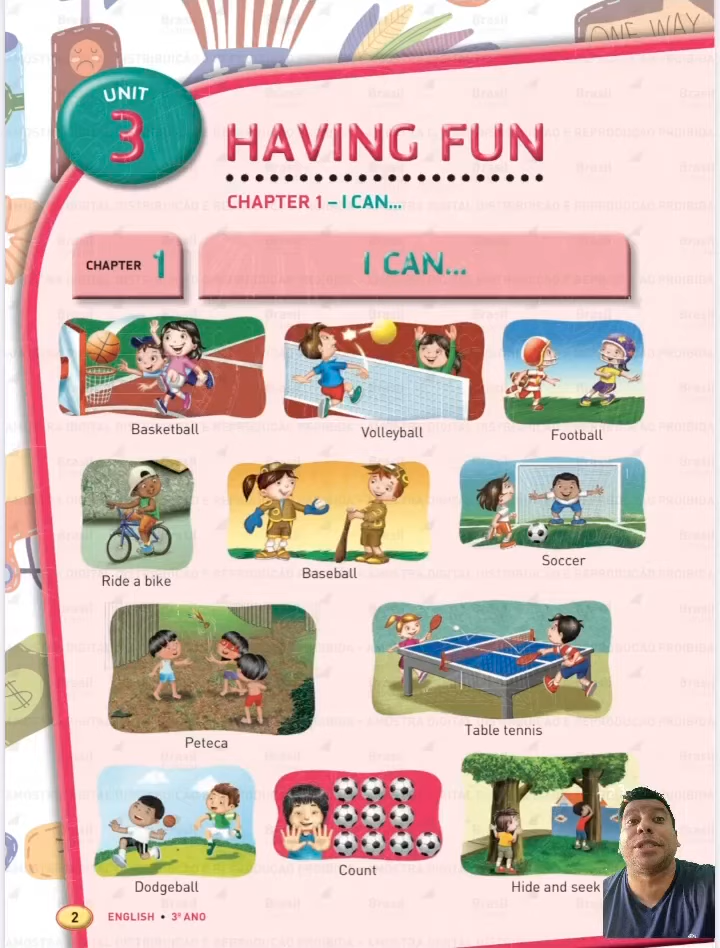 ONE WAY
UNIT
3
HAVING FUN
CHAPTER 1 – I CAN...
CHAPTER 1
I CAN...
Basketball
Volleyball
Football
Ride a bike
Baseball
Soccer
Peteca
Table tennis
Dodgeball
Count
Hide and seek
2
ENGLISH • 3º ANO